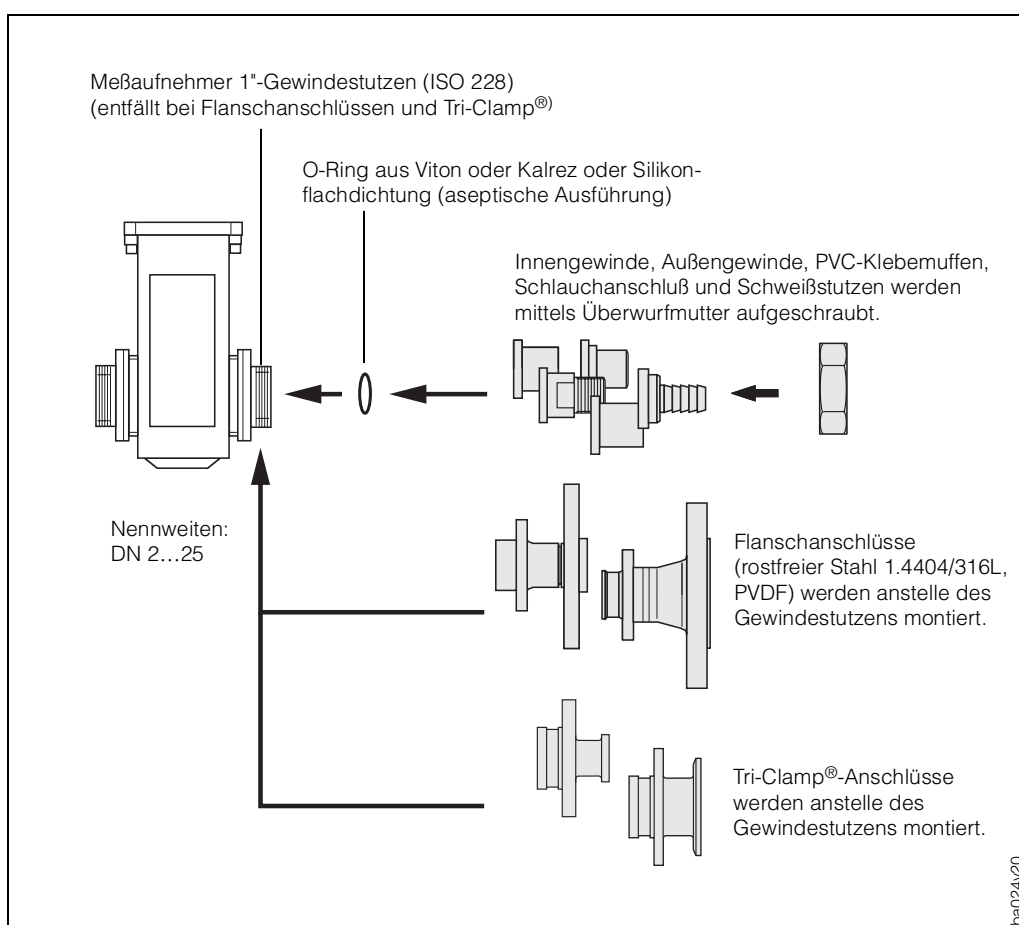 Meßaufnehmer 1"-Gewindestutzen (ISO 228)
(entfällt bei Flanschanschlüssen und Tri-Clamp®)
O-Ring aus Viton oder Kalrez oder Silikon-
flachdichtung (aseptische Ausführung)
Innengewinde, Außengewinde, PVC-Klebemuffen,
Schlauchanschluß und Schweißstutzen werden
mittels Überwurfmutter aufgeschraubt.
Nennweiten:
DN 2…25
Flanschanschlüsse
(rostfreier Stahl 1.4404/316L,
PVDF) werden anstelle des
Gewindestutzens montiert.
Tri-Clamp®-Anschlüsse
werden anstelle des
Gewindestutzens montiert.
ba024y20